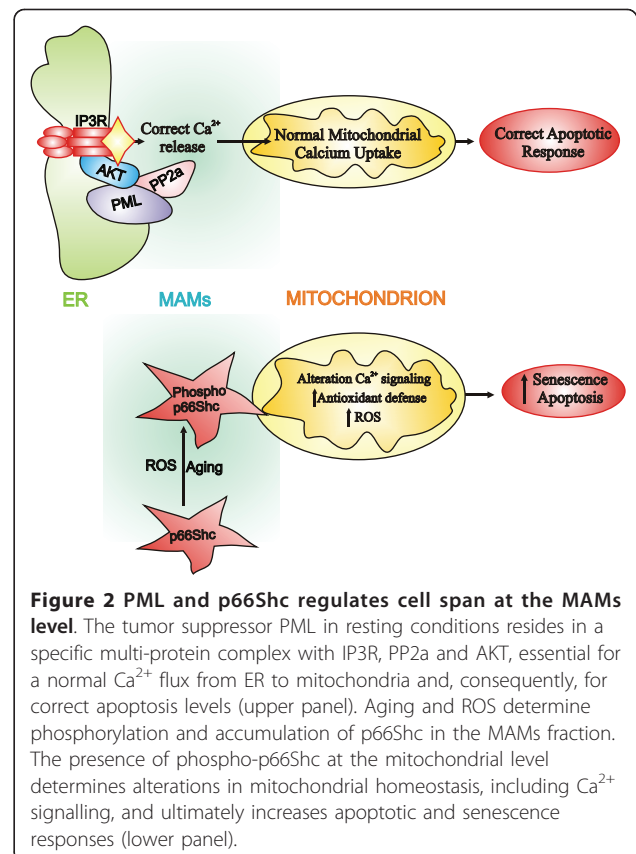 IP3R
Correct Ca²⁺
release
AKT
PP2a
PML
Normal Mitochondrial
Calcium Uptake
Correct Apoptotic
Response
ER
MAMs
MITOCHONDRION
Phospho
p66Shc
ROS
Aging
p66Shc
Alteration Ca²⁺ signaling
↑Antioxidant defense
↑ ROS
↑ Senescence
Apoptosis
Figure 2 PML and p66Shc regulates cell span at the MAMs
level. The tumor suppressor PML in resting conditions resides in a
specific multi-protein complex with IP3R, PP2a and AKT, essential for
a normal Ca²⁺ flux from ER to mitochondria and, consequently, for
correct apoptosis levels (upper panel). Aging and ROS determine
phosphorylation and accumulation of p66Shc in the MAMs fraction.
The presence of phospho-p66Shc at the mitochondrial level
determines alterations in mitochondrial homeostasis, including Ca²⁺
signalling, and ultimately increases apoptotic and senescence
responses (lower panel).